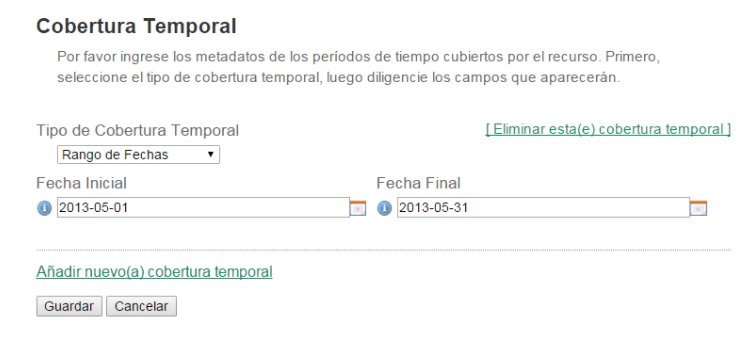 Cobertura Temporal
Por favor ingrese los metadatos de los períodos de tiempo cubiertos por el recurso. Primero,
seleccione el tipo de cobertura temporal, luego diligencie los campos que aparecerán.
Tipo de Cobertura Temporal
[ Eliminar esta(e) cobertura temporal ]
Rango de Fechas
Fecha Inicial
Fecha Final
2013-05-01
2013-05-31
Añadir nuevo(a) cobertura temporal
Guardar Cancelar